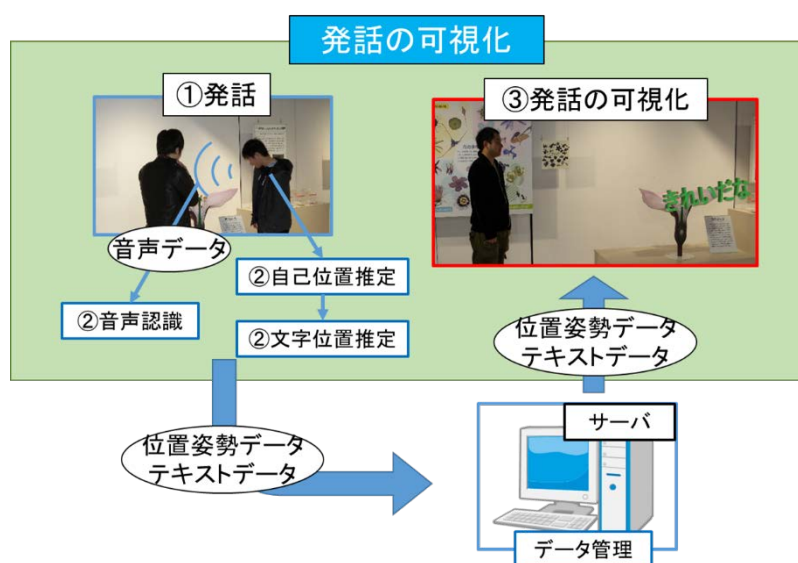 発話の可視化
①発話
音声データ
②音声認識
②自己位置推定
②文字位置推定
③発話の可視化
きれいだな
位置姿勢データ
テキストデータ
位置姿勢データ
テキストデータ
サーバ
データ管理